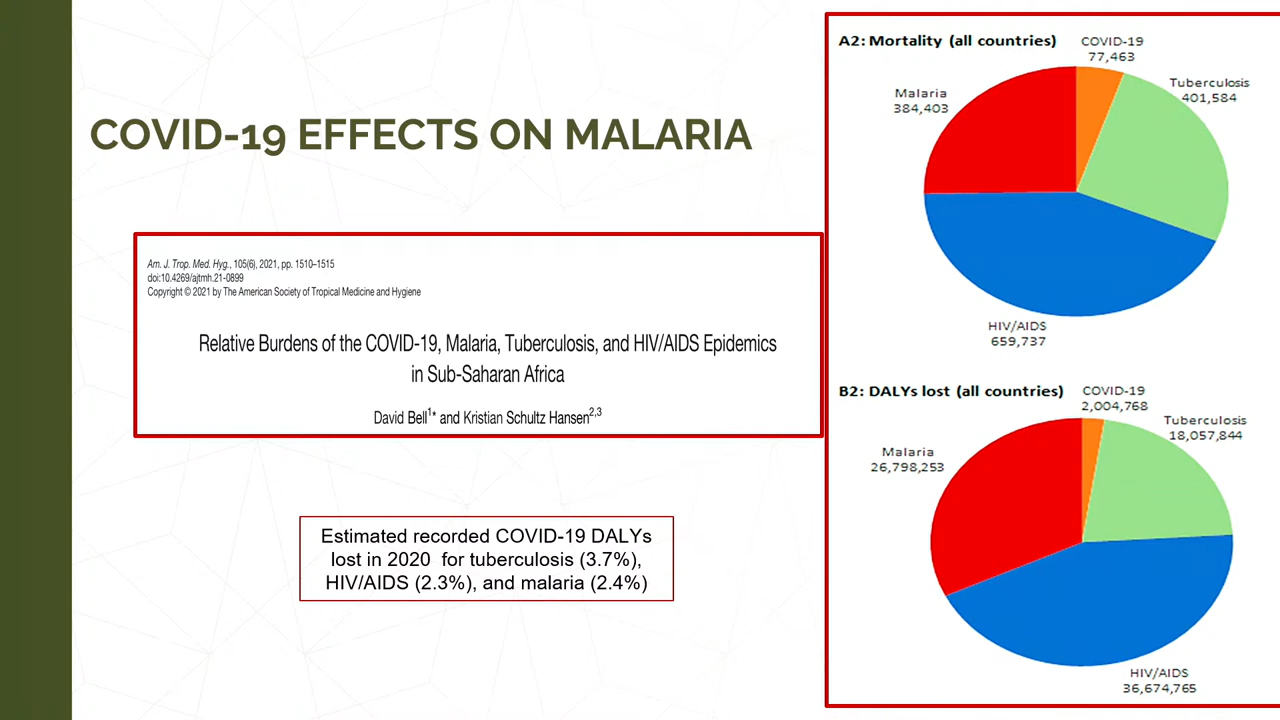 COVID-19 EFFECTS ON MALARIA
Am. J. Trop. Med. Hyg., 105(6), 2021, pp. 1510–1515
doi:10.4269/ajtmh.21-0899
Copyright © 2021 by The American Society of Tropical Medicine and Hygiene
Relative Burdens of the COVID-19, Malaria, Tuberculosis, and HIV/AIDS Epidemics
in Sub-Saharan Africa
David Bell1* and Kristian Schultz Hansen2,3
Estimated recorded COVID-19 DALYs
lost in 2020 for tuberculosis (3.7%),
HIV/AIDS (2.3%), and malaria (2.4%)
A2: Mortality (all countries)
COVID-19
77,463
Tuberculosis
401,584
Malaria
384,403
HIV/AIDS
659,737
B2: DALYs lost (all countries)
COVID-19
2,004,768
Tuberculosis
18,057,844
Malaria
26,798,253
HIV/AIDS
36,674,765